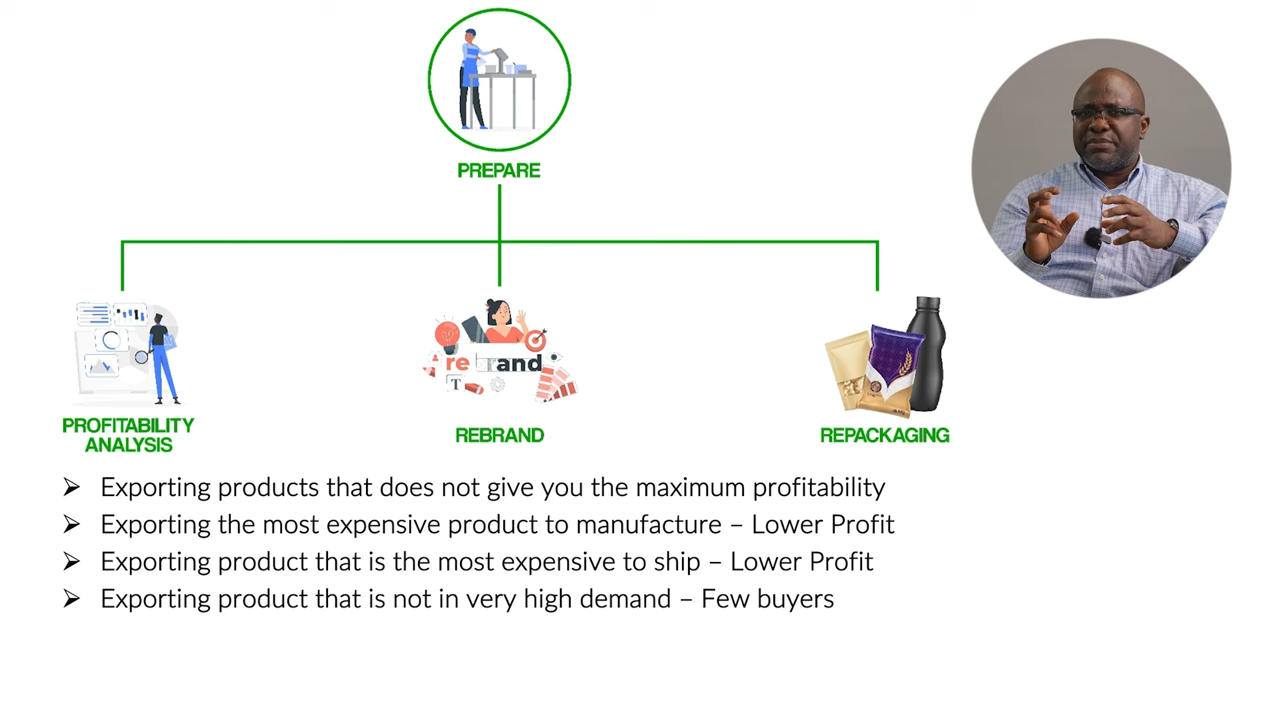 PREPARE
rebrand
T
PROFITABILITY
ANALYSIS
REBRAND
REPACKAGING
➢ Exporting products that does not give you the maximum profitability
➢ Exporting the most expensive product to manufacture – Lower Profit
➢ Exporting product that is the most expensive to ship – Lower Profit
➢ Exporting product that is not in very high demand – Few buyers